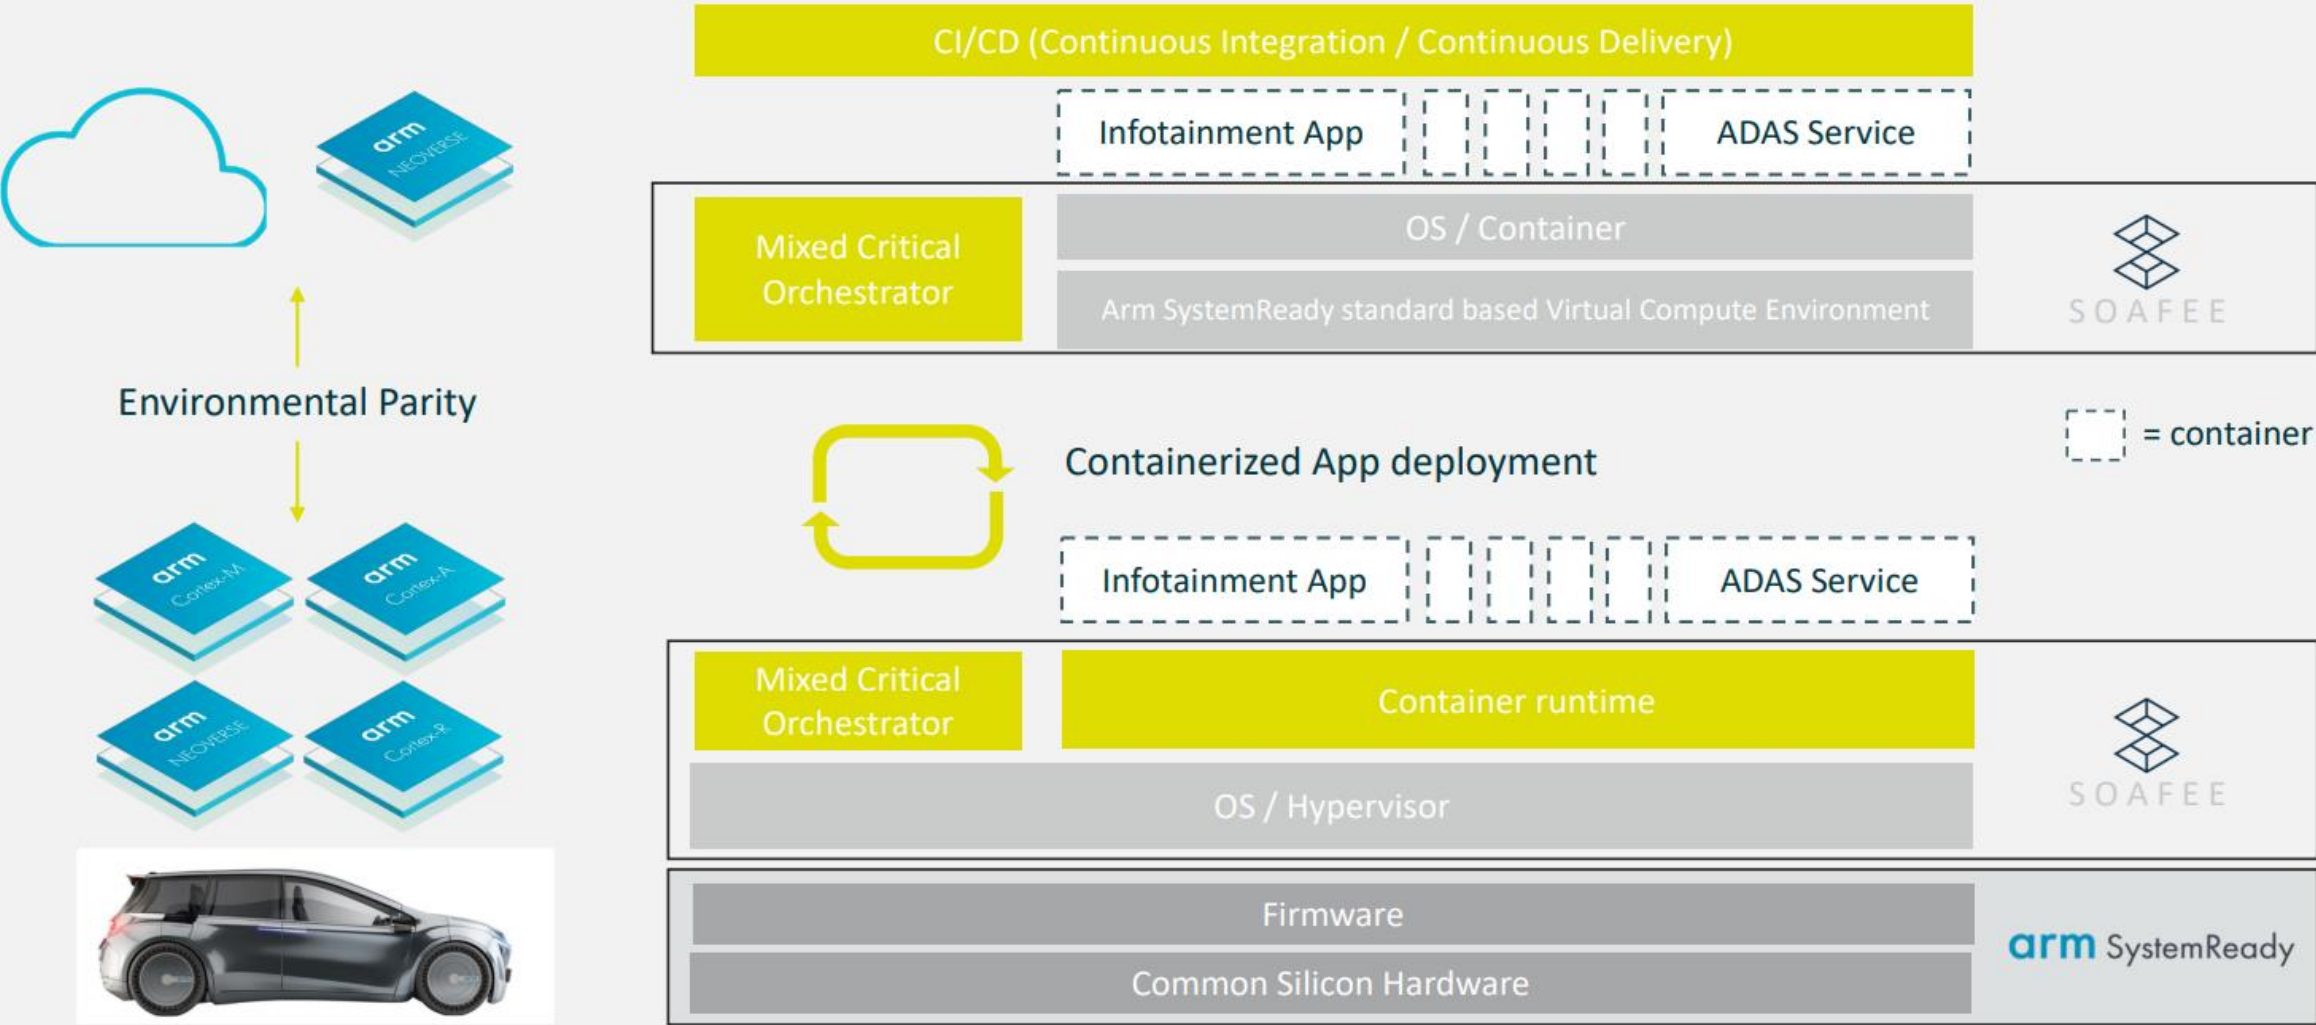 CI/CD (Continuous Integration / Continuous Delivery)
Infotainment App
ADAS Service
arm
NEOVERSE
Mixed Critical
Orchestrator
OS / Container
Arm SystemReady standard based Virtual Compute Environment
SOAFEE
Environmental Parity
= container
Containerized App deployment
Infotainment App
ADAS Service
arm
Cortex-M
arm
Cortex-A
arm
NEOVERSE
arm
Cortex-R
Mixed Critical
Orchestrator
Container runtime
OS / Hypervisor
SOAFEE
Firmware
Common Silicon Hardware
arm SystemReady